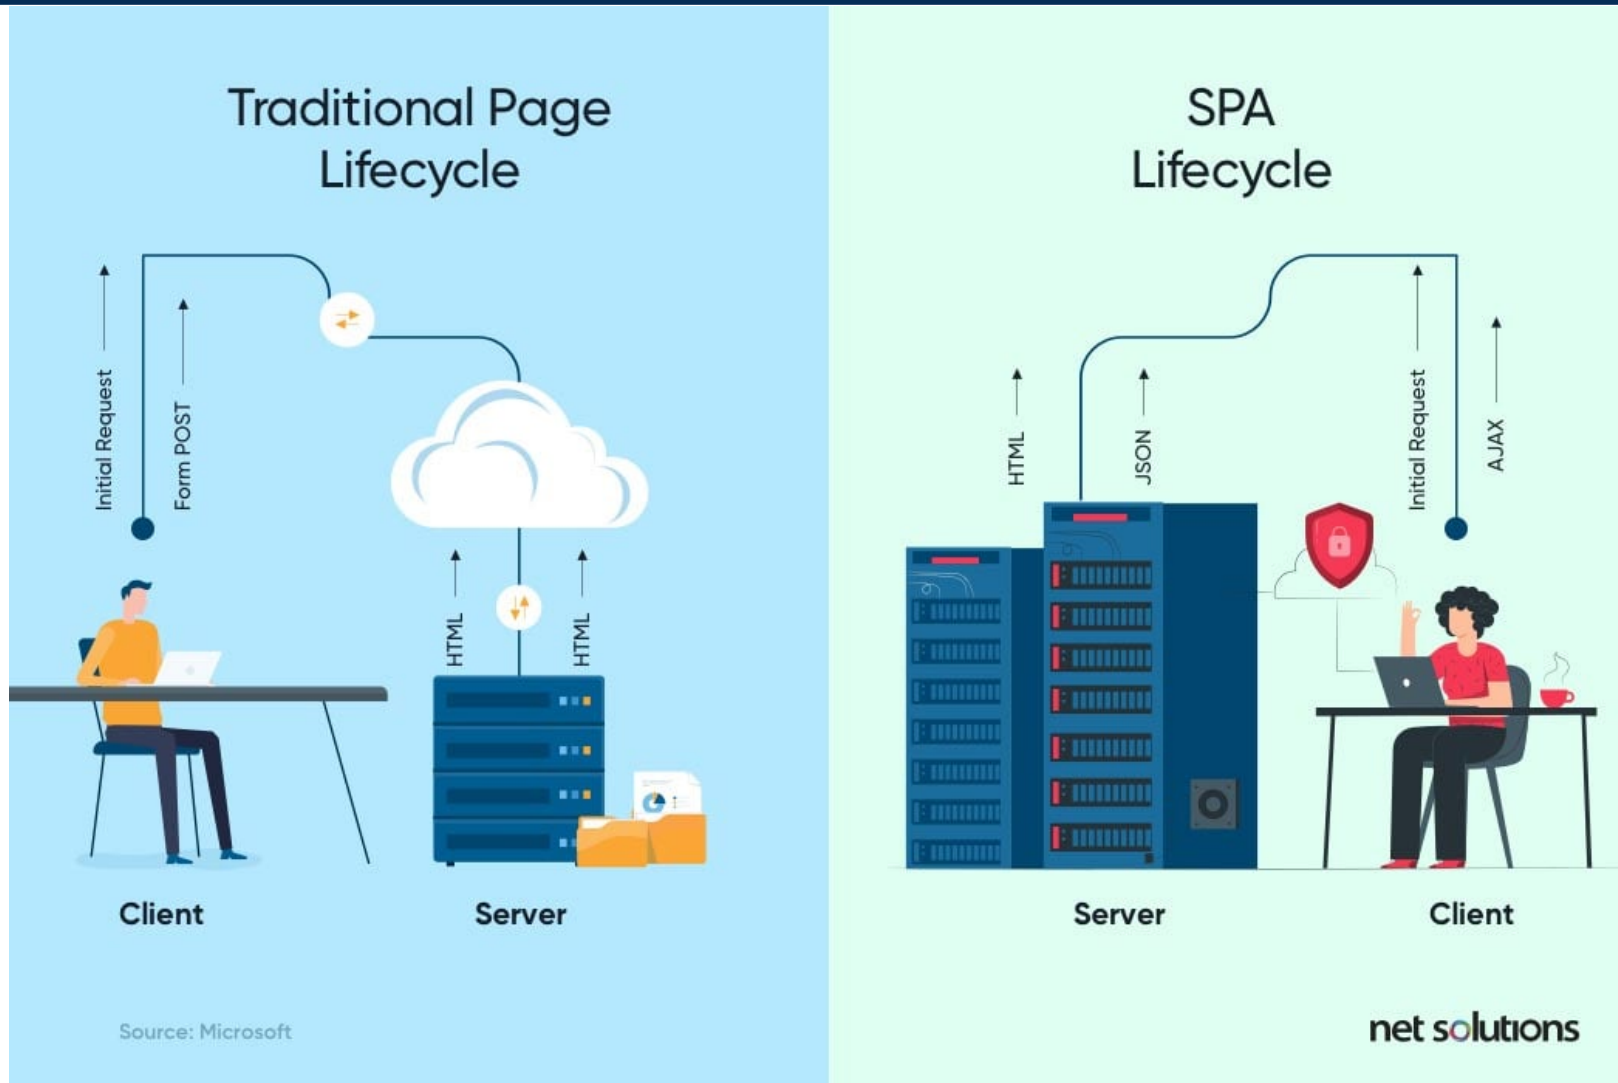 Traditional Page
Lifecycle
Initial Request
Form POST
HTML
HTML
Client
Server
Source: Microsoft
SPA
Lifecycle
HTML
JSON
Initial Request
AJAX
Server
Client
net solutions